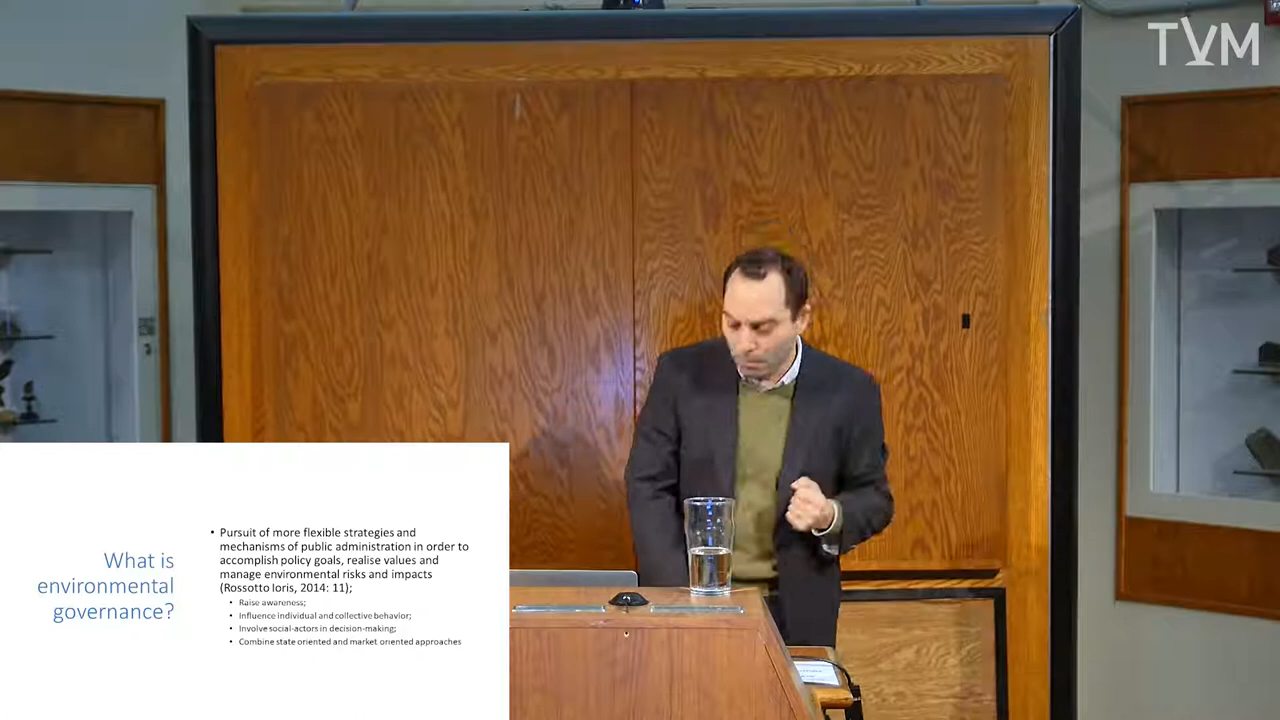 TVM
What is
environmental
governance?
• Pursuit of more flexible strategies and
mechanisms of public administration in order to
accomplish policy goals, realise values and
manage environmental risks and impacts
(Rossotto Ioris, 2014: 11);
• Raise awareness;
• Influence individual and collective behavior;
• Involve social-actors in decision-making;
• Combine state oriented and market oriented approaches